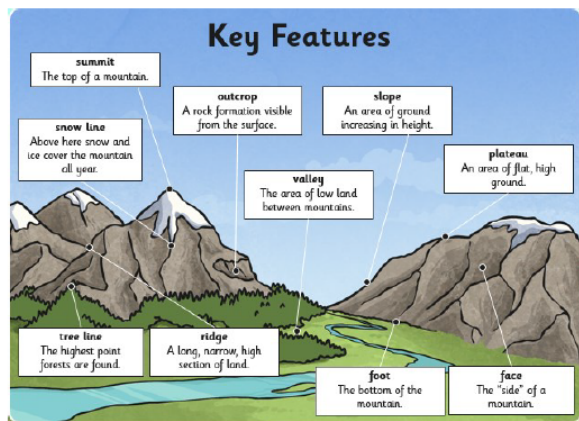 Key Features
summit
The top of a mountain.
outcrop
A rock formation visible
from the surface.
slope
An area of ground
increasing in height.
snow line
Above here snow and
ice cover the mountain
all year.
plateau
An area of flat, high
ground.
valley
The area of low land
between mountains.
tree line
The highest point
forests are found.
ridge
A long, narrow, high
section of land.
foot
The bottom of the
mountain.
face
The "side" of a
mountain.